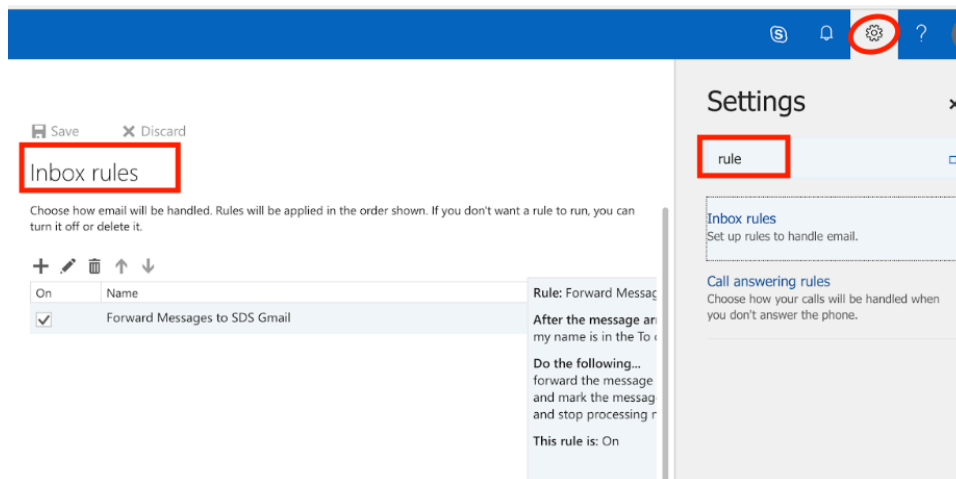 Settings
Save Discard
rule
Inbox rules
Choose how email will be handled. Rules will be applied in the order shown. If you don't want a rule to run, you can
turn it off or delete it.
On Name
Forward Messages to SDS Gmail
Rule: Forward Messag
After the message
my name is in the To
Do the following...
forward the message
and mark the messag
and stop processing
This rule is: On
Inbox rules
Set up rules to handle email.
Call answering rules
Choose how your calls will be handled when
you don't answer the phone.